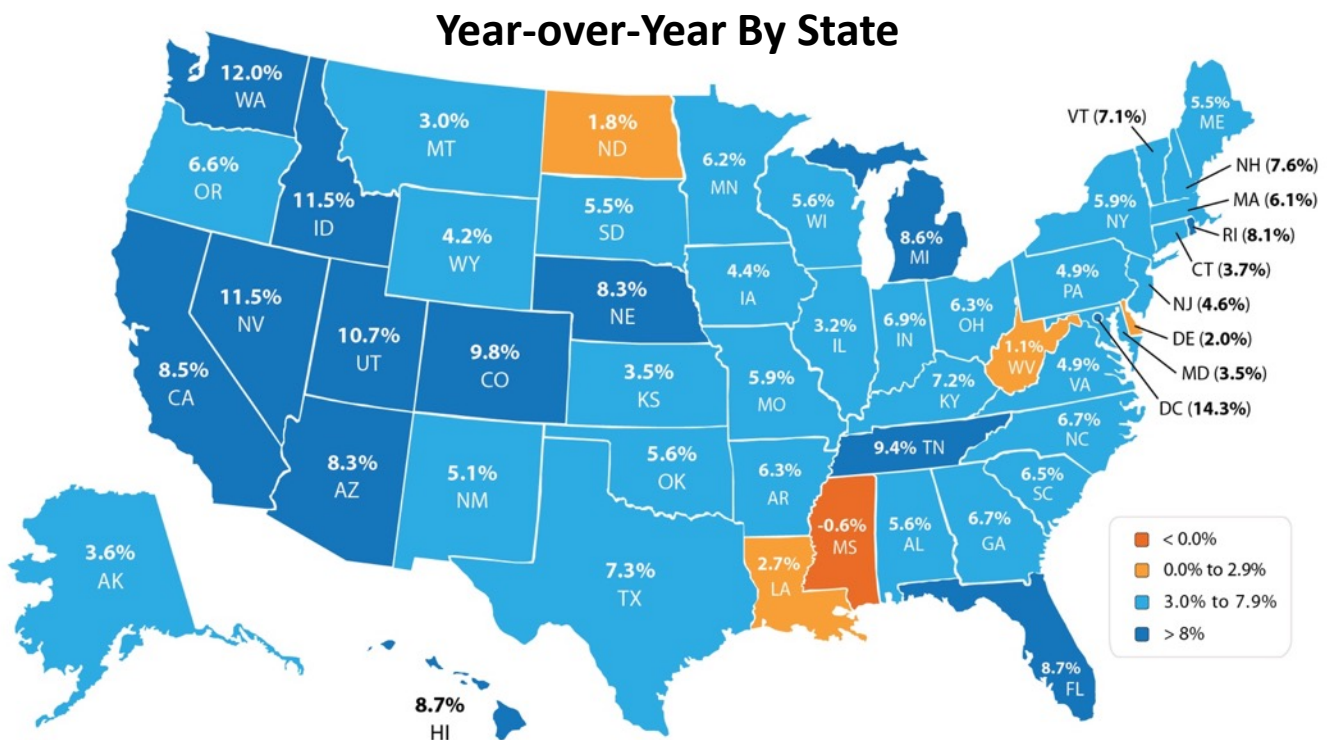 Year-over-Year By State
12.0%
WA
3.0%
MT
1.8%
ND
6.2%
MN
5.5%
ME
VT (7.1%)
NH (7.6%)
MA (6.1%)
RI (8.1%)
CT (3.7%)
NJ (4.6%)
DE (2.0%)
MD (3.5%)
DC (14.3%)
6.6%
OR
11.5%
ID
4.2%
WY
5.5%
SD
5.6%
WI
8.6%
MI
5.9%
NY
4.9%
PA
11.5%
NV
10.7%
UT
9.8%
CO
8.3%
NE
4.4%
IA
3.2%
IL
6.9%
IN
6.3%
OH
1.1%
WV
4.9%
VA
8.5%
CA
3.5%
KS
5.9%
MO
7.2%
KY
6.7%
NC
8.3%
AZ
5.1%
NM
5.6%
OK
6.3%
AR
9.4% TN
6.5%
SC
3.6%
AK
7.3%
TX
2.7%
LA
-0.6%
MS
5.6%
AL
6.7%
GA
8.7%
FL
8.7%
HI
< 0.0%
0.0% to 2.9%
3.0% to 7.9%
> 8%